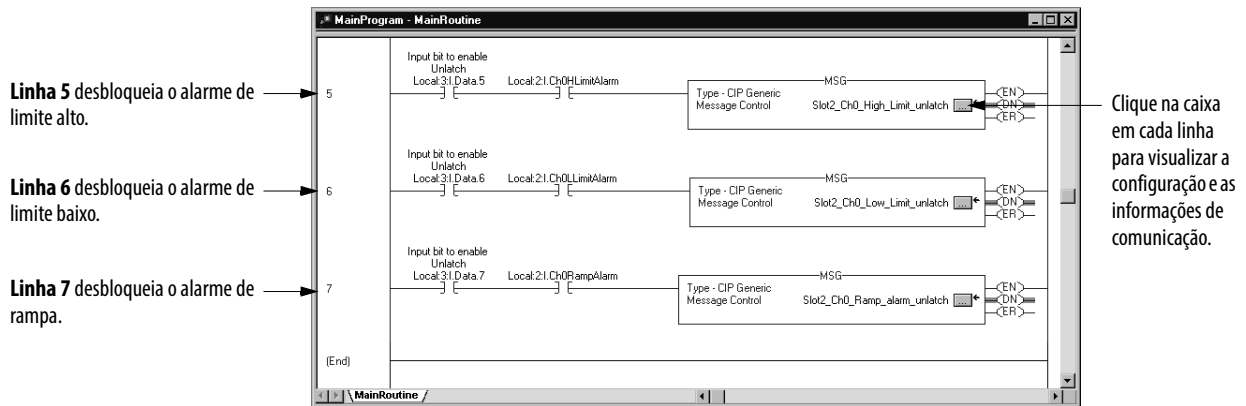 MainProgram - MainRoutine
Linha 5 desbloqueia o alarme de
limite alto.
5
Input bit to enable
Unlatch
Local:3:I.Data.5
Local:2:I.Ch0HLimitAlarm
MSG
Type - CIP Generic
Message Control
Slot2_Ch0_High_Limit_unlatch
...
EN
DN
ER
Clique na caixa
em cada linha
para visualizar a
configuração e as
informações de
comunicação.
Linha 6 desbloqueia o alarme de
limite baixo.
6
Input bit to enable
Unlatch
Local:3:I.Data.6
Local:2:I.Ch0LLimitAlarm
MSG
Type - CIP Generic
Message Control
Slot2_Ch0_Low_Limit_unlatch
...
EN
DN
ER
Linha 7 desbloqueia o alarme de
rampa.
7
Input bit to enable
Unlatch
Local:3:I.Data.7
Local:2:I.Ch0RampAlarm
MSG
Type - CIP Generic
Message Control
Slot2_Ch0_Ramp_alarm_unlatch
...
EN
DN
ER
(End)
MainRoutine